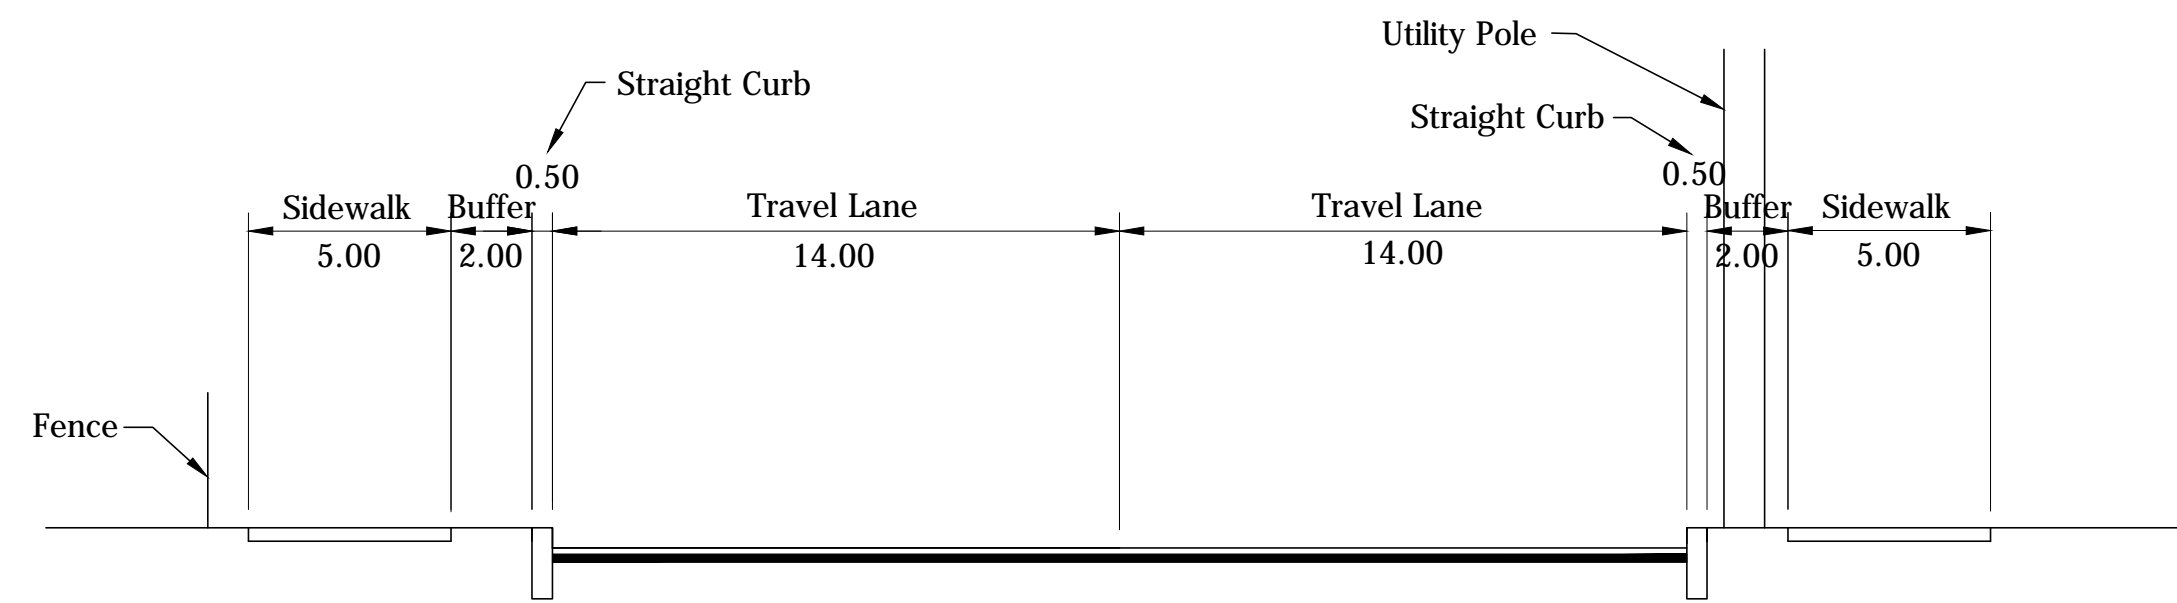 Utility Pole
Straight Curb
Straight Curb
0.50
0.50
Sidewalk
Buffer
Travel Lane
Travel Lane
Buffer
Sidewalk
5.00
2.00
14.00
14.00
2.00
5.00
Fence